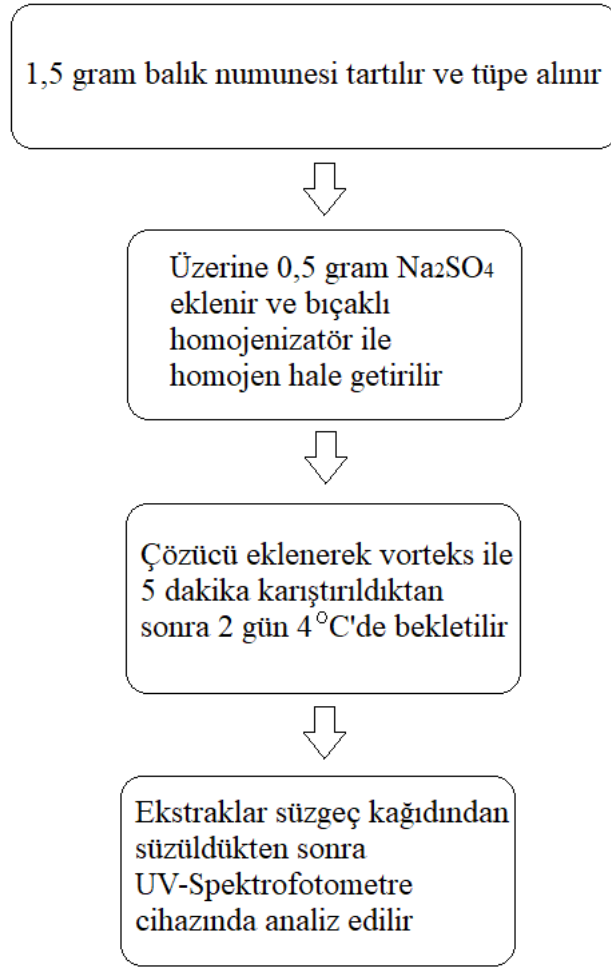 1,5 gram balık numunesi tartılır ve tüpe alınır
Üzerine 0,5 gram Na2SO4
eklenir ve bıçaklı
homojenizatör ile
homojen hale getirilir
Çözücü eklenerek vorteks ile
5 dakika karıştırıldıktan
sonra 2 gün 4°C'de bekletilir
Ekstraklar süzgeç kağıdından
süzüldükten sonra
UV-Spektrofotometre
cihazında analiz edilir